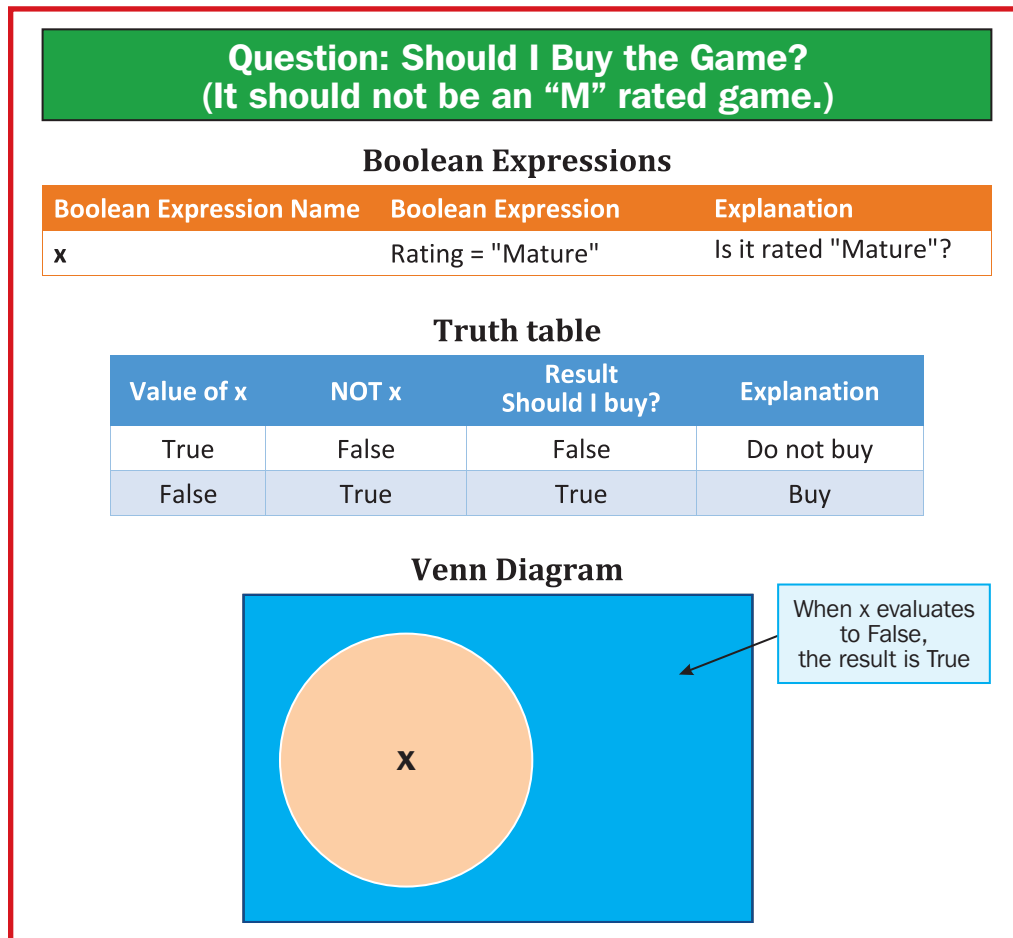 Question: Should I Buy the Game?
(It should not be an “M” rated game.)
Boolean Expressions
Boolean Expression Name Boolean Expression Explanation
x Rating = "Mature" Is it rated "Mature"?
Truth table
Value of x NOT x Result Should I buy? Explanation
True False False Do not buy
False True True Buy
Venn Diagram
When x evaluates
to False,
the result is True
x